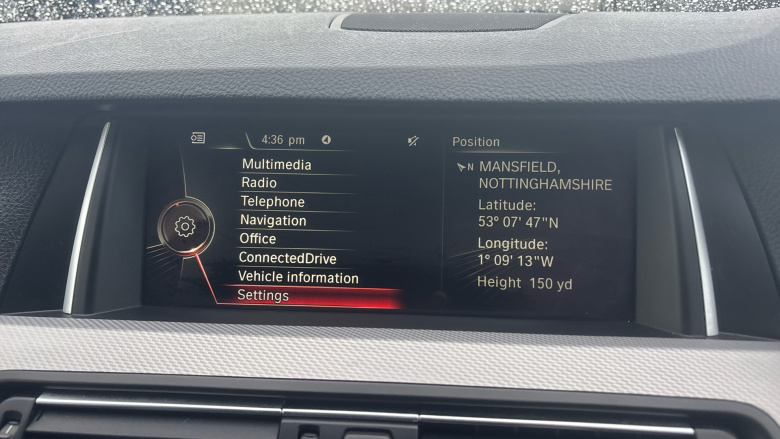 4:36 pm
Multimedia
Radio
Telephone
Navigation
Office
ConnectedDrive
Vehicle information
Settings
Position
N MANSFIELD,
NOTTINGHAMSHIRE
Latitude:
53° 07' 47"N
Longitude:
1° 09' 13"W
Height 150 yd